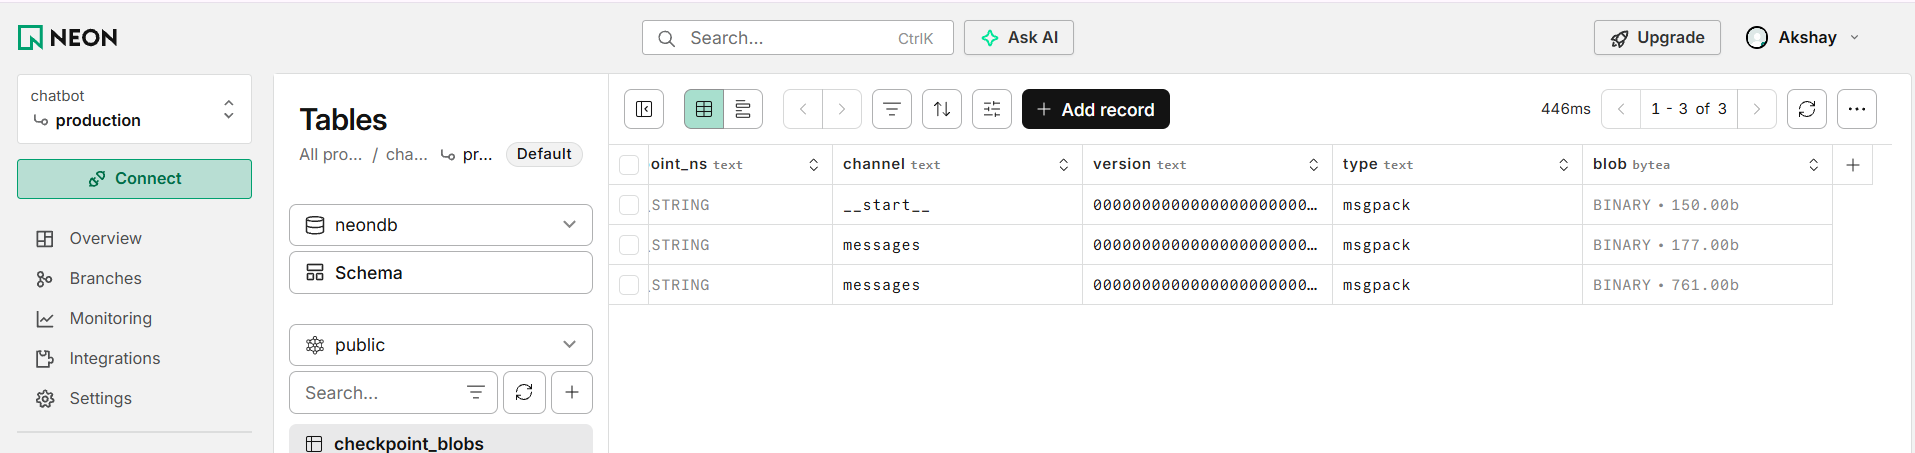 NEON
Search... CtrlK
Ask AI
Upgrade
Akshay
chatbot
production
Connect
Overview
Branches
Monitoring
Integrations
Settings
Tables
All pro... / cha... pr... Default
neondb
Schema
public
Search...
checkpoint_blobs
+ Add record
446ms
1 - 3 of 3
oint_ns text channel text version text type text blob bytea
_STRING __start__ 0000000000000000000000... msgpack BINARY • 150.00b
_STRING messages 0000000000000000000000... msgpack BINARY • 177.00b
_STRING messages 0000000000000000000000... msgpack BINARY • 761.00b